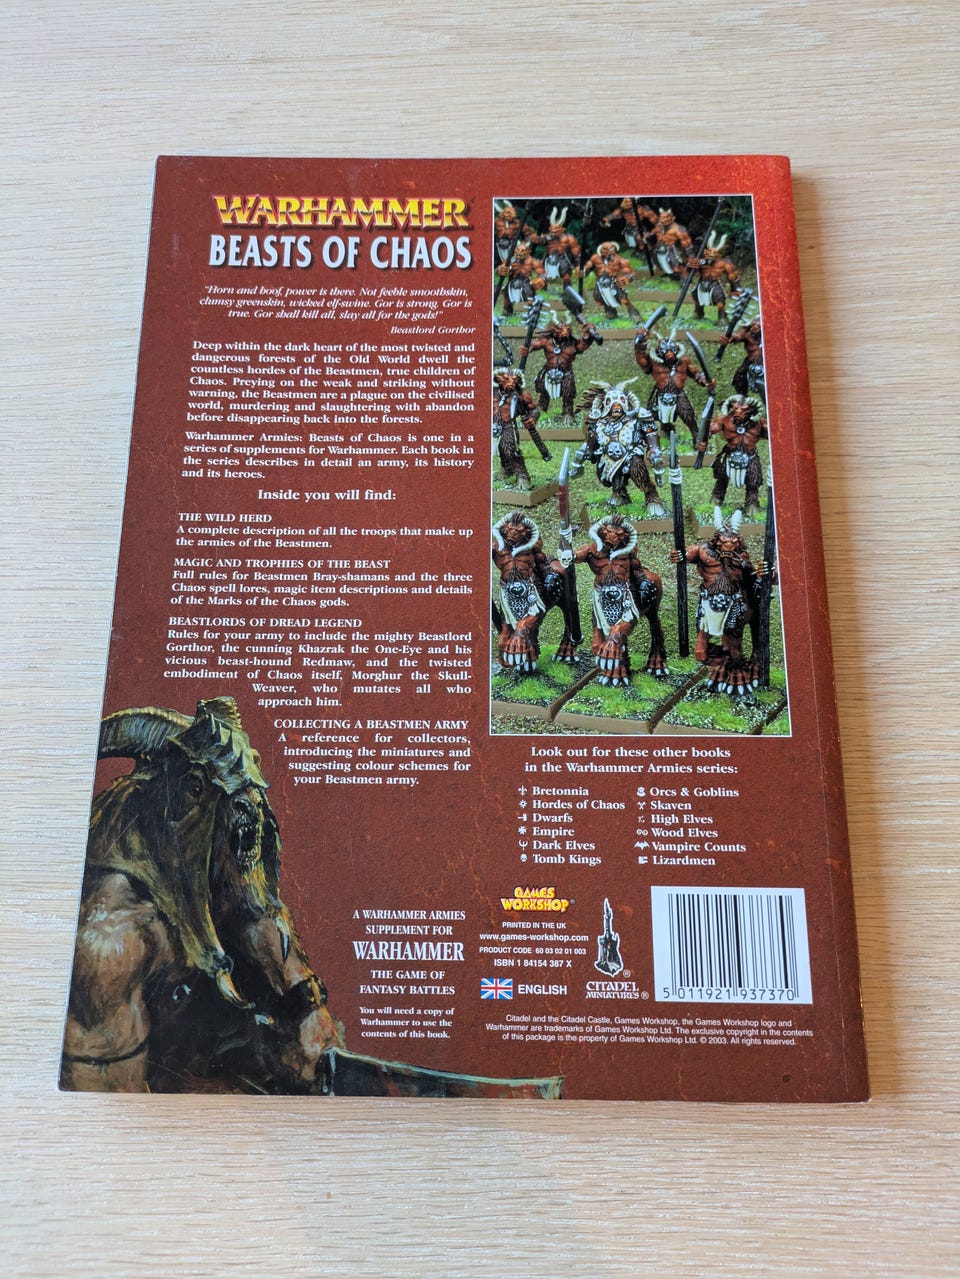 WARHAMMER
BEASTS OF CHAOS
"Horn and hoof, power is there. Not feeble smoothskin,
clumsy greenskin, wicked elf-swine. Gor is strong. Gor is
true. Gor shall kill all, slay all for the gods!"
Beastlord Gorthor
Deep within the dark heart of the most twisted and
dangerous forests of the Old World dwell the
countless hordes of the Beastmen, true children of
Chaos. Preying on the weak and striking without
warning, the Beastmen are a plague on the civilised
world, murdering and slaughtering with abandon
before disappearing back into the forests.
Warhammer Armies: Beasts of Chaos is one in a
series of supplements for Warhammer. Each book in
the series describes in detail an army, its history
and its heroes.
Inside you will find:
THE WILD HERD
A complete description of all the troops that make up
the armies of the Beastmen.
MAGIC AND TROPHIES OF THE BEAST
Full rules for Beastmen Bray-shamans and the three
Chaos spell lores, magic item descriptions and details
of the Marks of the Chaos gods.
BEASTLORDS OF DREAD LEGEND
Rules for your army to include the mighty Beastlord
Gorthor, the cunning Khazrak the One-Eye and his
vicious beast-hound Redmaw, and the twisted
embodiment of Chaos itself, Morghur the Skull-
Weaver, who mutates all who
approach him.
COLLECTING A BEASTMEN ARMY
A reference for collectors,
introducing the miniatures and
suggesting colour schemes for
your Beastmen army.
Look out for these other books
in the Warhammer Armies series:
Bretonnia
Hordes of Chaos
Dwarfs
Empire
Dark Elves
Tomb Kings
Orcs & Goblins
Skaven
High Elves
Wood Elves
Vampire Counts
Lizardmen
A WARHAMMER ARMIES
SUPPLEMENT FOR
WARHAMMER
THE GAME OF
FANTASY BATTLES
You will need a copy of
Warhammer to use the
contents of this book.
GAMES
WORKSHOP®
PRINTED IN THE UK
www.games-workshop.com
PRODUCT CODE 60 03 02 01 003
ISBN 1 84154 387 X
ENGLISH
®
CITADEL
MINIATURES®
5 011921 937370
Citadel and the Citadel Castle, Games Workshop, the Games Workshop logo and
Warhammer are trademarks of Games Workshop Ltd. The exclusive copyright in the contents
of this package is the property of Games Workshop Ltd. © 2003. All rights reserved.